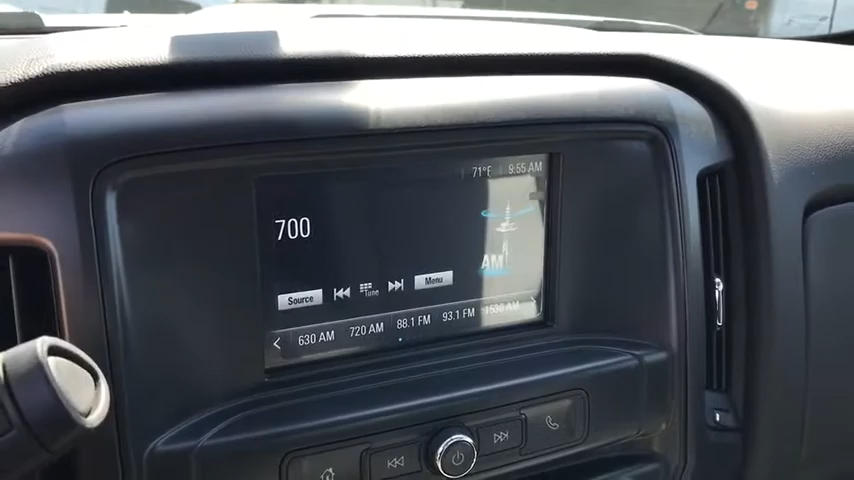 71°F 9:55 AM
700
AM
Source Tune Menu
630 AM 720 AM 88.1 FM 93.1 FM 1530 AM